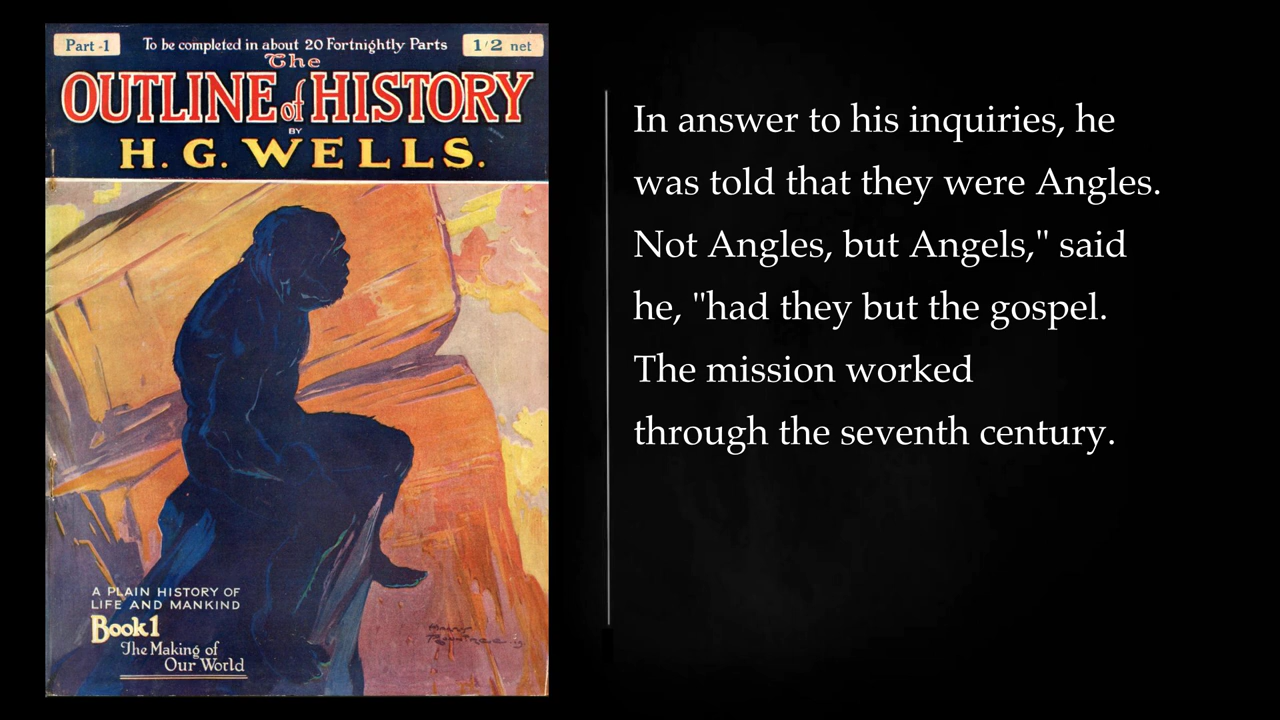 Part -1
To be completed in about 20 Fortnightly Parts
1/2 net
The
OUTLINE of HISTORY
BY
H. G. WELLS.
A PLAIN HISTORY OF
LIFE AND MANKIND
Book 1
The Making of
Our World
In answer to his inquiries, he
was told that they were Angles.
Not Angles, but Angels," said
he, "had they but the gospel.
The mission worked
through the seventh century.